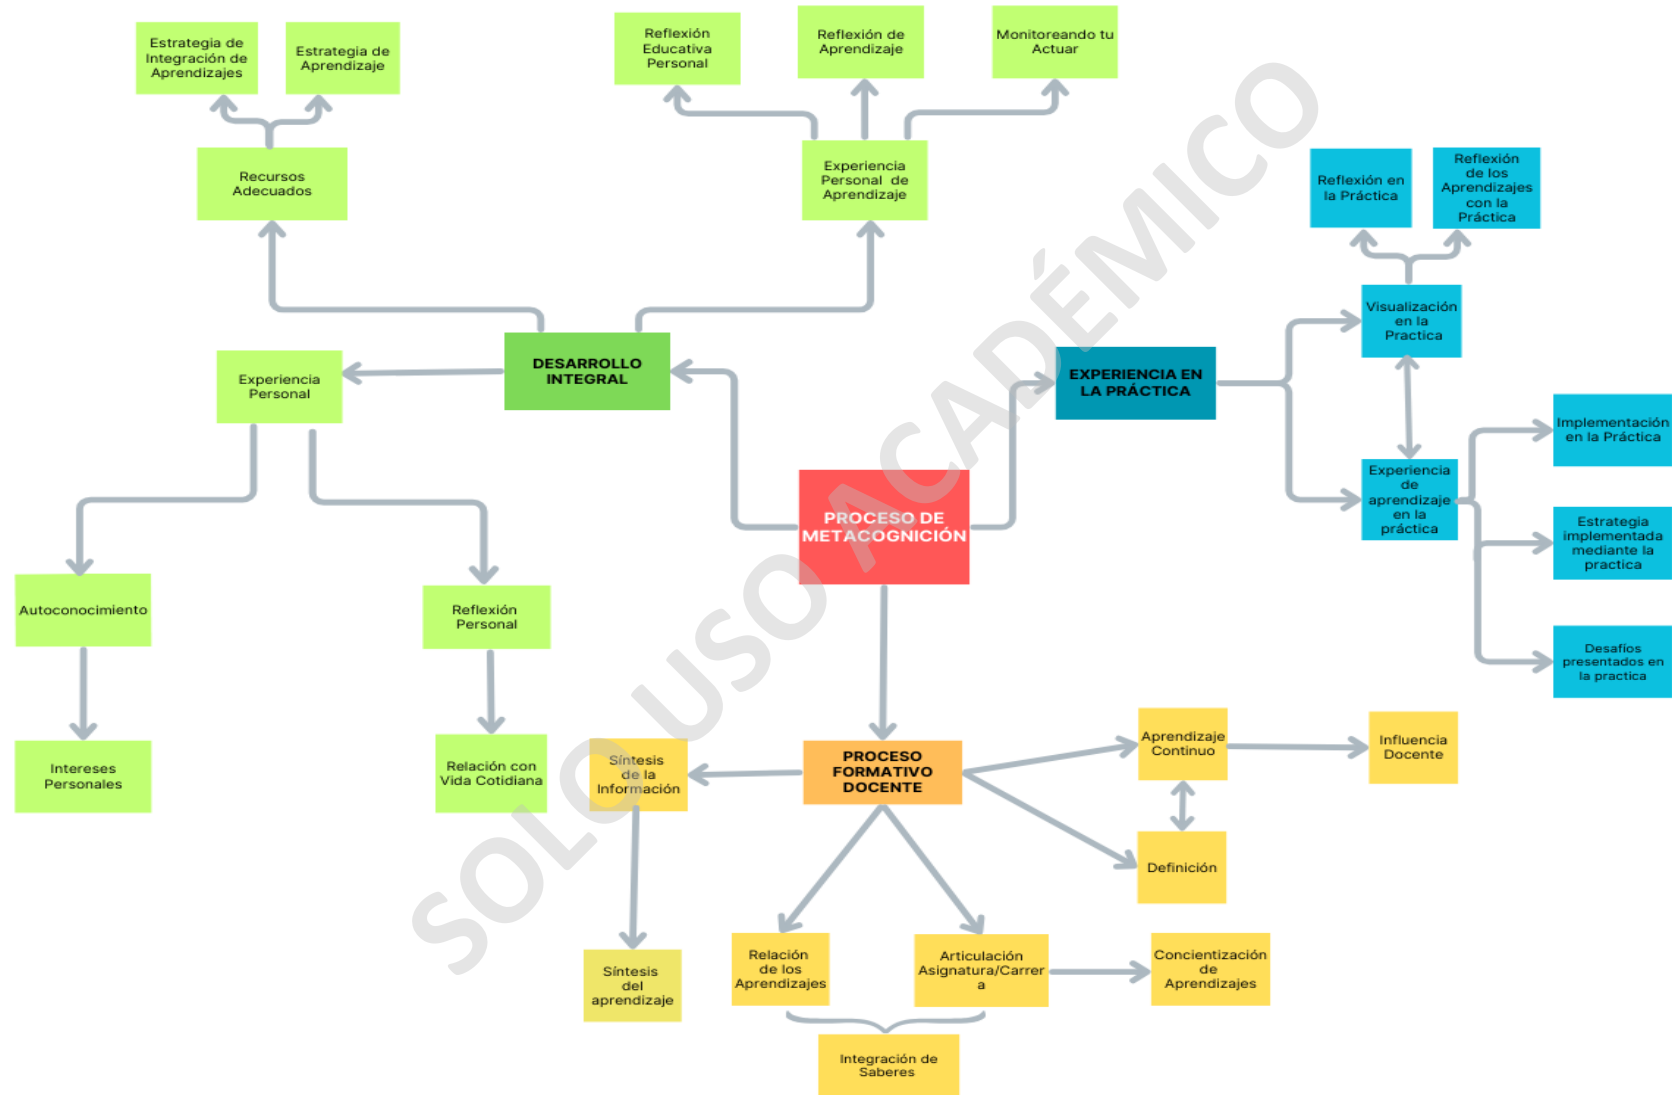 Estrategia de
Integración de
Aprendizajes
Estrategia de
Aprendizaje
Reflexión
Educativa
Personal
Reflexión de
Aprendizaje
Monitoreando tu
Actuar
Recursos
Adecuados
Experiencia
Personal de
Aprendizaje
Reflexión en
la Práctica
Reflexión
de los
Aprendizajes
con la
Práctica
Visualización
en la
Practica
DESARROLLO
INTEGRAL
EXPERIENCIA EN
LA PRÁCTICA
Experiencia
Personal
Implementación
en la Práctica
Experiencia
de
aprendizaje
en la
práctica
PROCESO DE
METACOGNICIÓN
Estrategia
implementada
mediante la
practica
Autoconocimiento
Reflexión
Personal
Desafíos
presentados en
la practica
Intereses
Personales
Relación con
Vida Cotidiana
Síntesis
de la
Información
PROCESO
FORMATIVO
DOCENTE
Aprendizaje
Continuo
Influencia
Docente
Definición
Síntesis
del
aprendizaje
Relación
de los
Aprendizajes
Articulación
Asignatura/Carrer
a
Concientización
de
Aprendizajes
Integración de
Saberes
SOLO USO ACADÉMICO